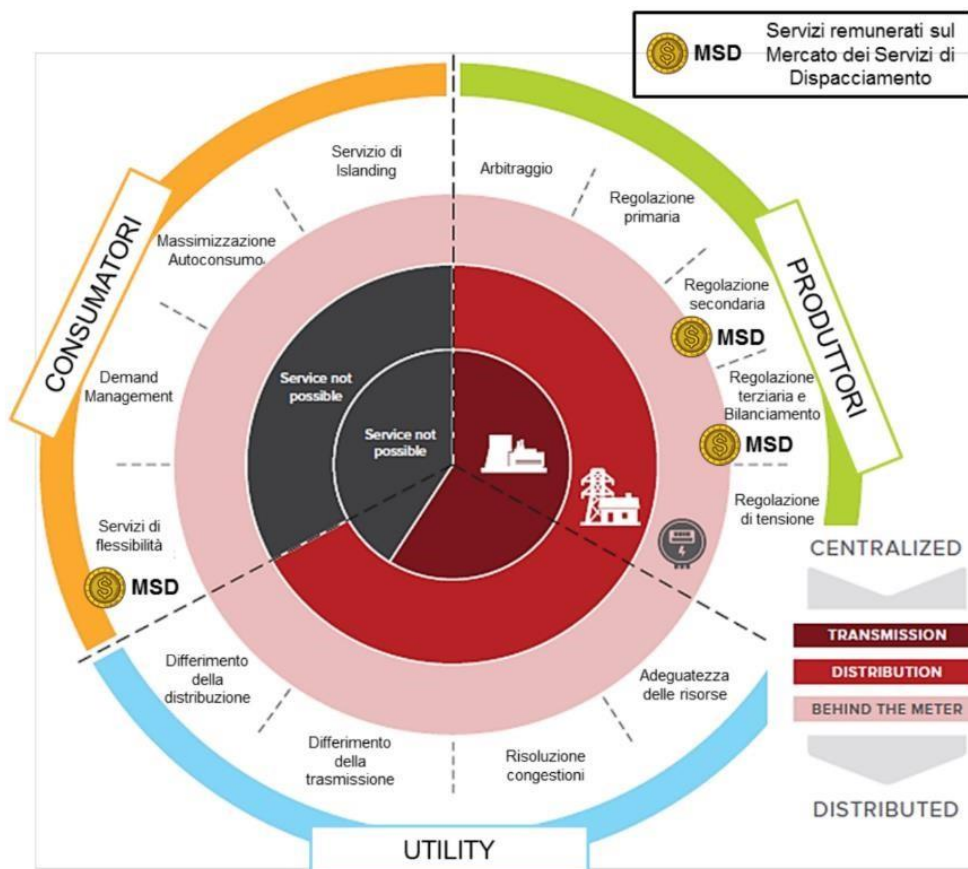 MSD
Servizi remunerati sul
Mercato dei Servizi di
Dispacciamento
CONSUMATORI
PRODUTTORI
UTILITY
Servizio di
Islanding
Arbitraggio
Regolazione
primaria
Massimizzazione
Autoconsumo
Regolazione
secondaria
MSD
Demand
Management
Service not
possible
Service not
possible
Regolazione
terziaria e
Bilanciamento
MSD
Servizi di
flessibilità
MSD
Regolazione
di tensione
Differimento
della
distribuzione
Differimento
della
trasmissione
Risoluzione
congestioni
Adeguatezza
delle risorse
CENTRALIZED
TRANSMISSION
DISTRIBUTION
BEHIND THE METER
DISTRIBUTED